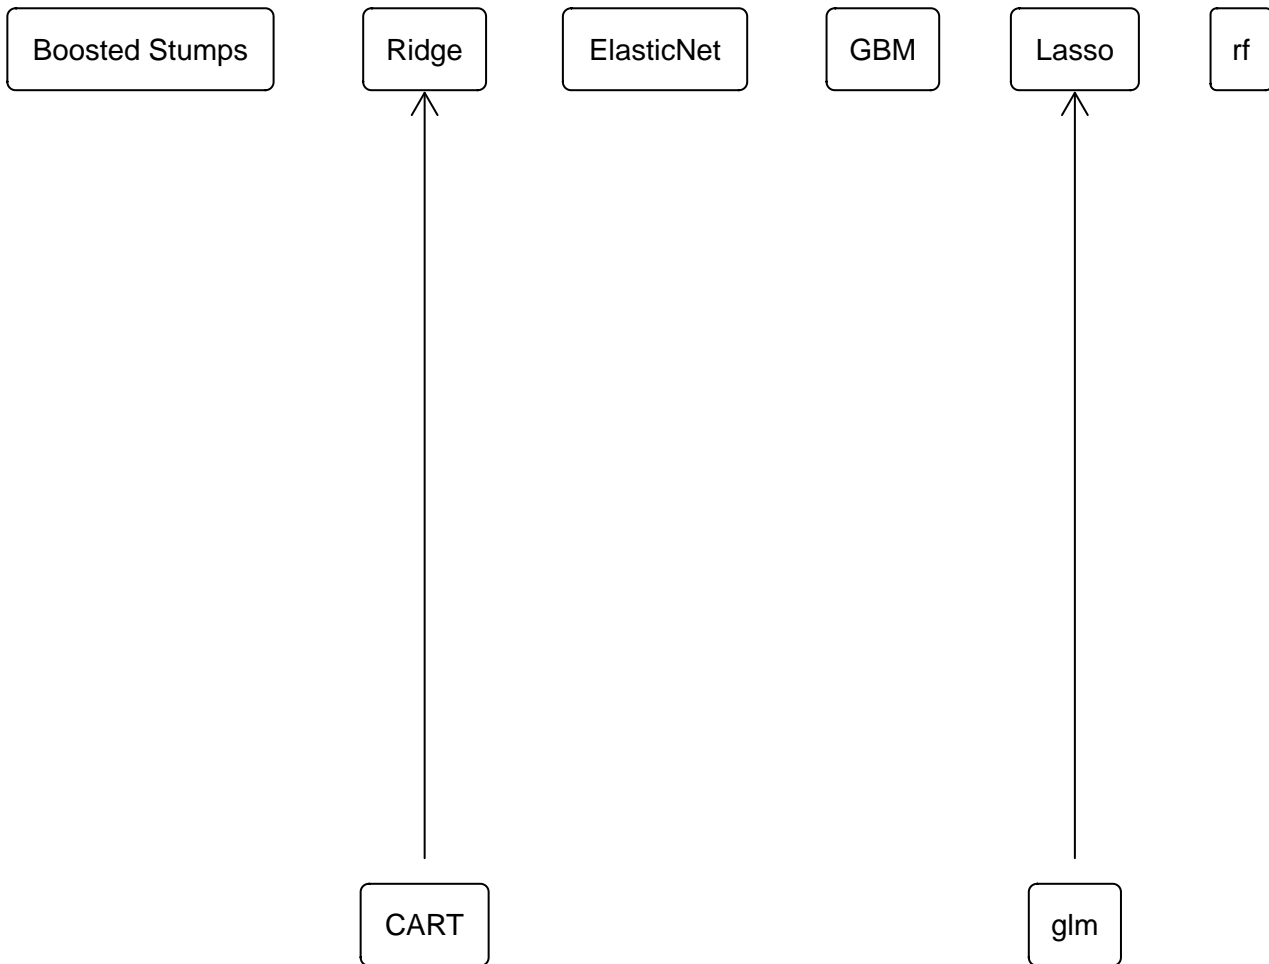 Boosted Stumps
Ridge
ElasticNet
GBM
Lasso
rf
CART
glm